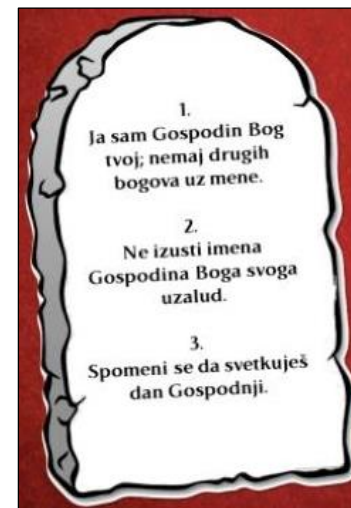 1.
Ja sam Gospodin Bog
tvoj; nemaj drugih
bogova uz mene.
2.
Ne izusti imena
Gospodina Boga svoga
uzalud.
3.
Spomeni se da svetkuješ
dan Gospodnji.